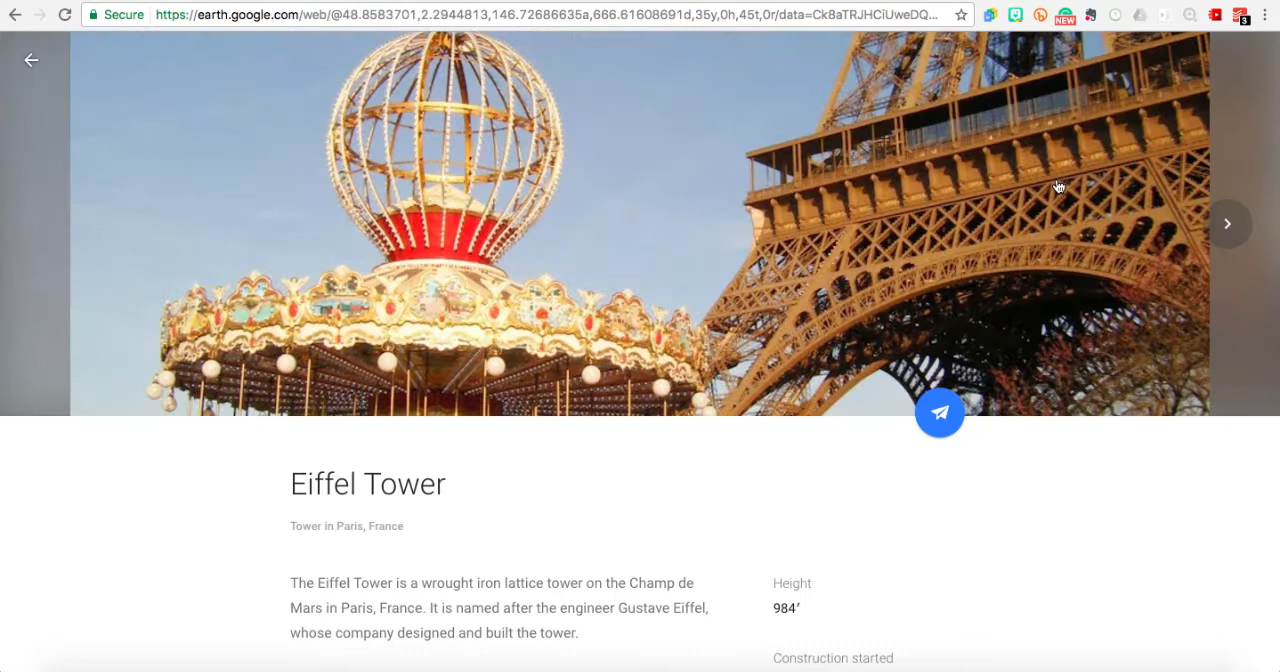 Secure
https://earth.google.com/web/@48.8583701,2.2944813,146.72686635a,666.61608691d,35y,0h,45t,0r/data=Ck8aTRJHCiUweDQ...
NEW
3
Eiffel Tower
Tower in Paris, France
The Eiffel Tower is a wrought iron lattice tower on the Champ de
Mars in Paris, France. It is named after the engineer Gustave Eiffel,
whose company designed and built the tower.
Height
984′
Construction started